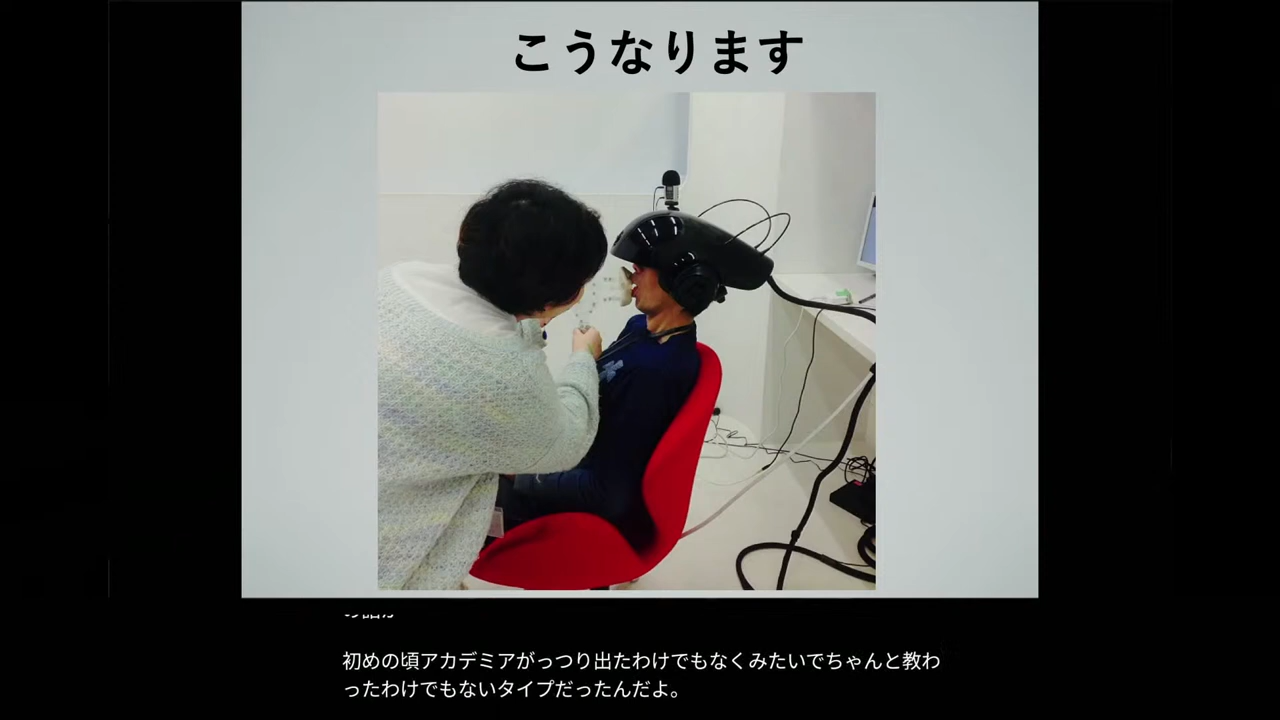 こうなります
初めの頃アカデミアがっつり出たわけでもなくみたいでちゃんと教わ
ったわけでもないタイプだったんだよ。